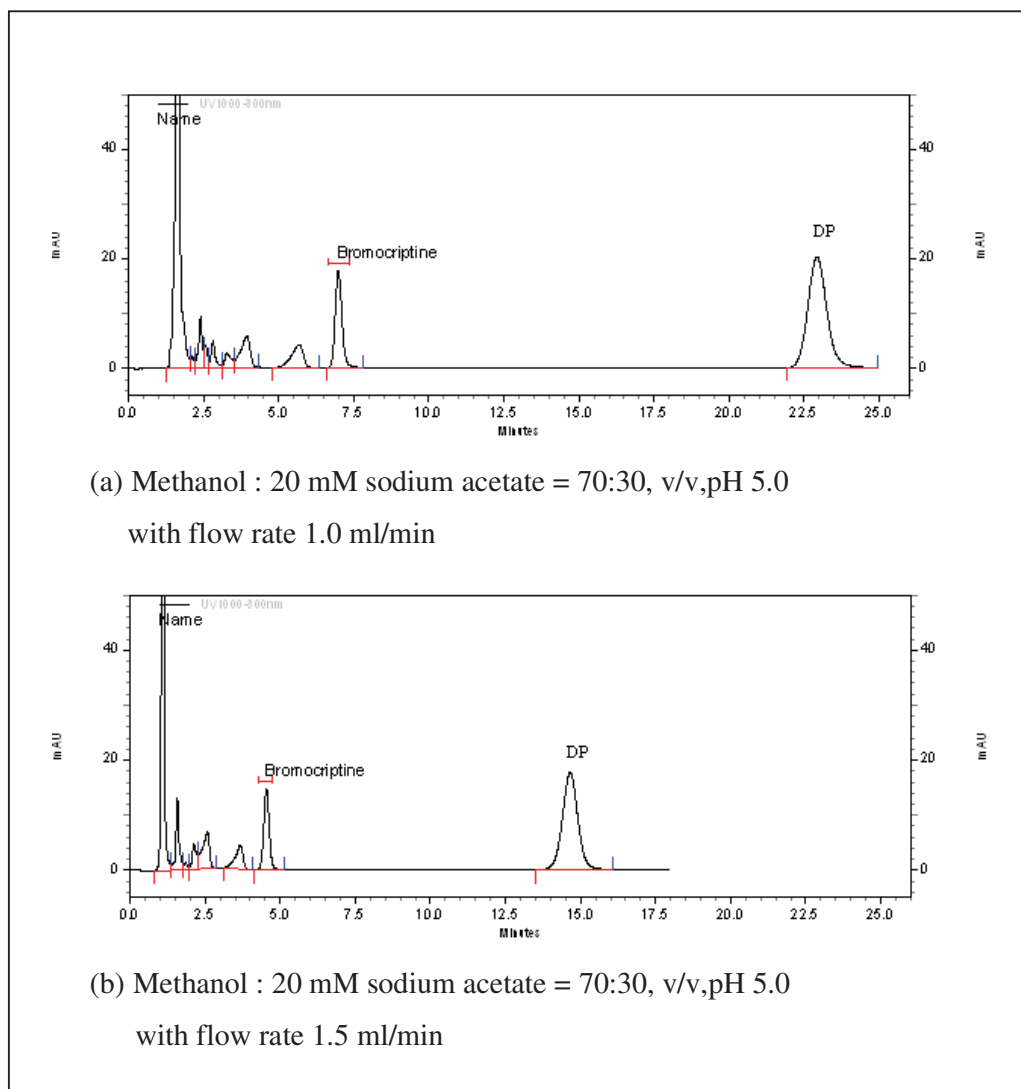 UV1000-300nm
Name
40
40
mAU
mAU
DP
Bromocriptine
20
20
0
0
0.0 2.5 5.0 7.5 10.0 12.5 15.0 17.5 20.0 22.5 25.0
Minutes
(a) Methanol : 20 mM sodium acetate = 70:30, v/v,pH 5.0
with flow rate 1.0 ml/min
UV1000-300nm
Name
40
40
mAU
mAU
DP
Bromocriptine
20
20
0
0
0.0 2.5 5.0 7.5 10.0 12.5 15.0 17.5 20.0 22.5 25.0
Minutes
(b) Methanol : 20 mM sodium acetate = 70:30, v/v,pH 5.0
with flow rate 1.5 ml/min